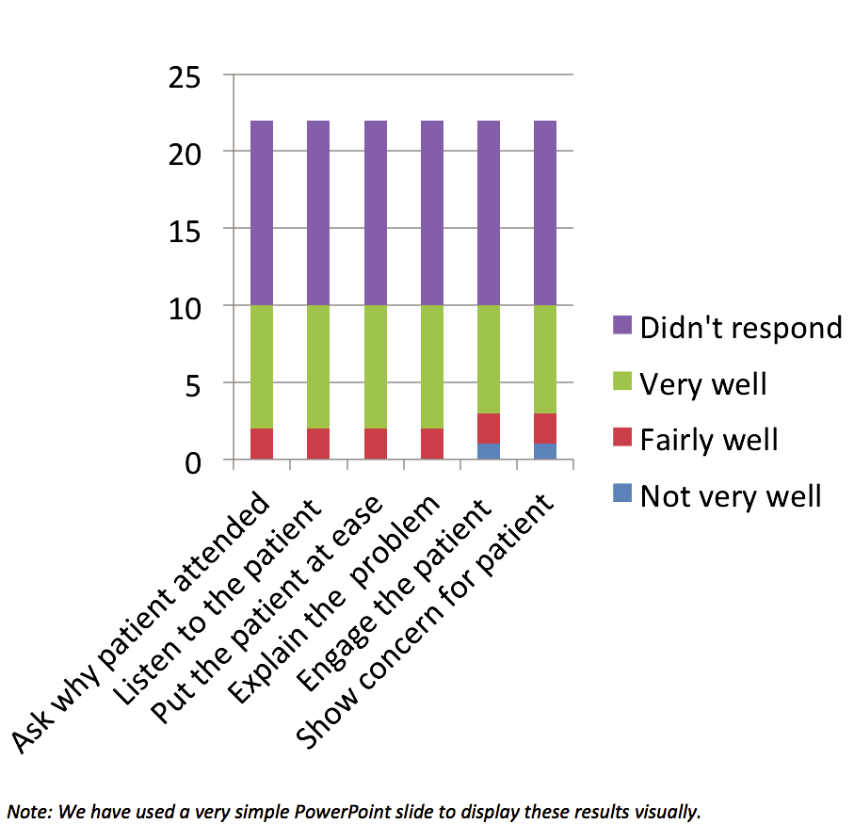 25
20
15
10
5
0
Didn't respond
Very well
Fairly well
Not very well
Ask why patient attended
Listen to the patient
Put the patient at ease
Explain the  problem
Engage the patient
Show concern for patient
Note: We have used a very simple PowerPoint slide to display these results visually.